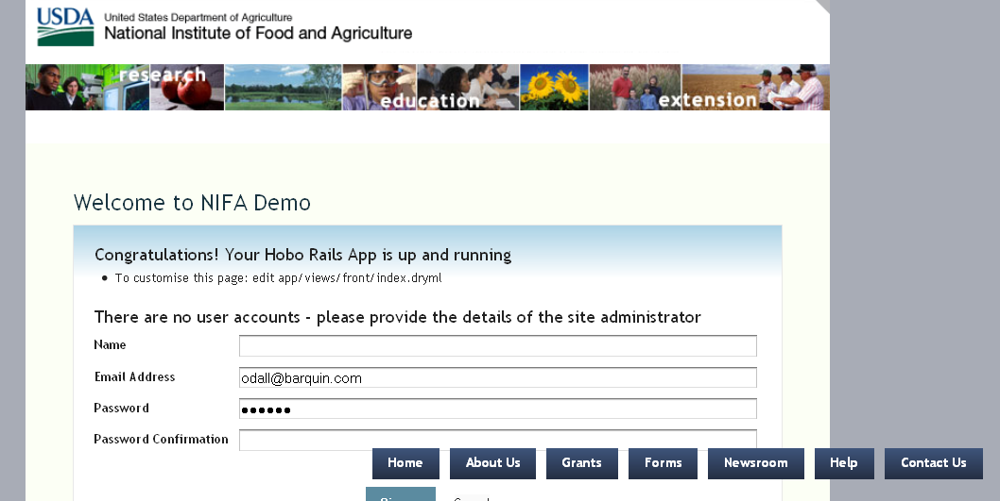 USDA
United States Department of Agriculture
National Institute of Food and Agriculture
research
education
extension
Welcome to NIFA Demo
Congratulations! Your Hobo Rails App is up and running
• To customise this page: edit app/views/front/index.dryml
There are no user accounts - please provide the details of the site administrator
Name
Email Address odall@barquin.com
Password ••••••
Password Confirmation
Home About Us Grants Forms Newsroom Help Contact Us